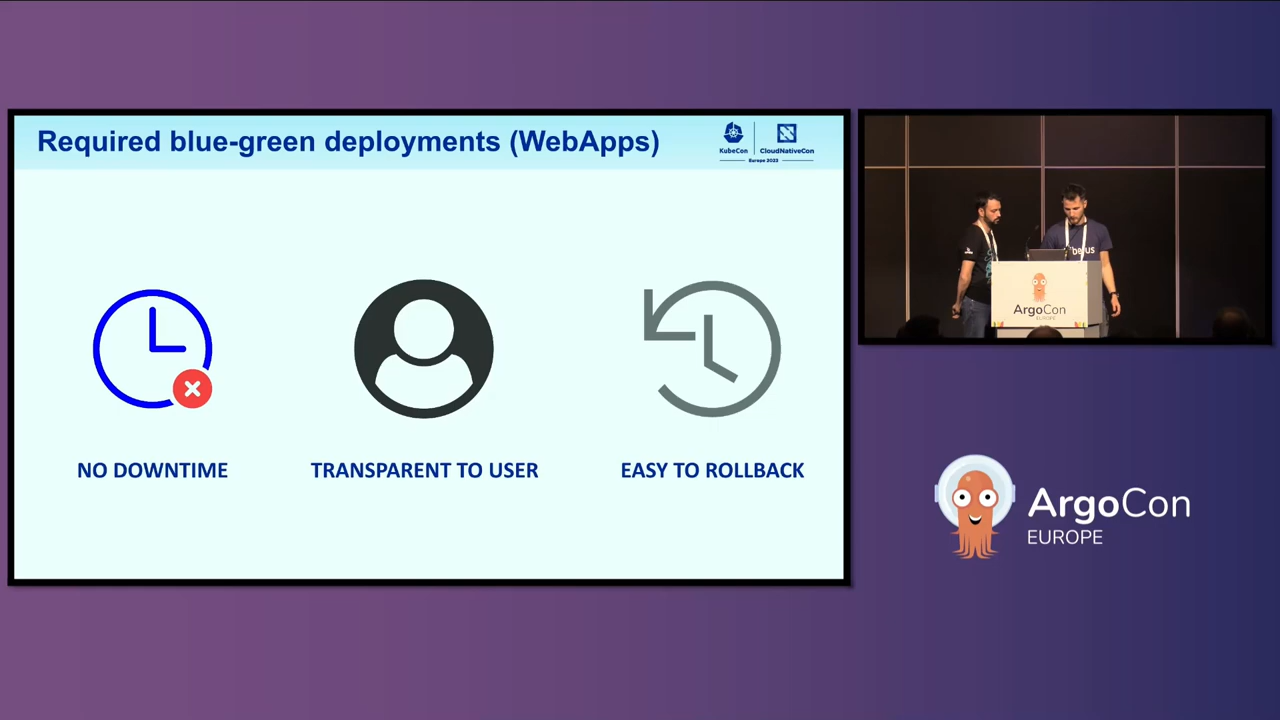 Required blue-green deployments (WebApps)
KubeCon
CloudNativeCon
Europe 2023
NO DOWNTIME
TRANSPARENT TO USER
EASY TO ROLLBACK
ArgoCon
EUROPE
ArgoCon
EUROPE